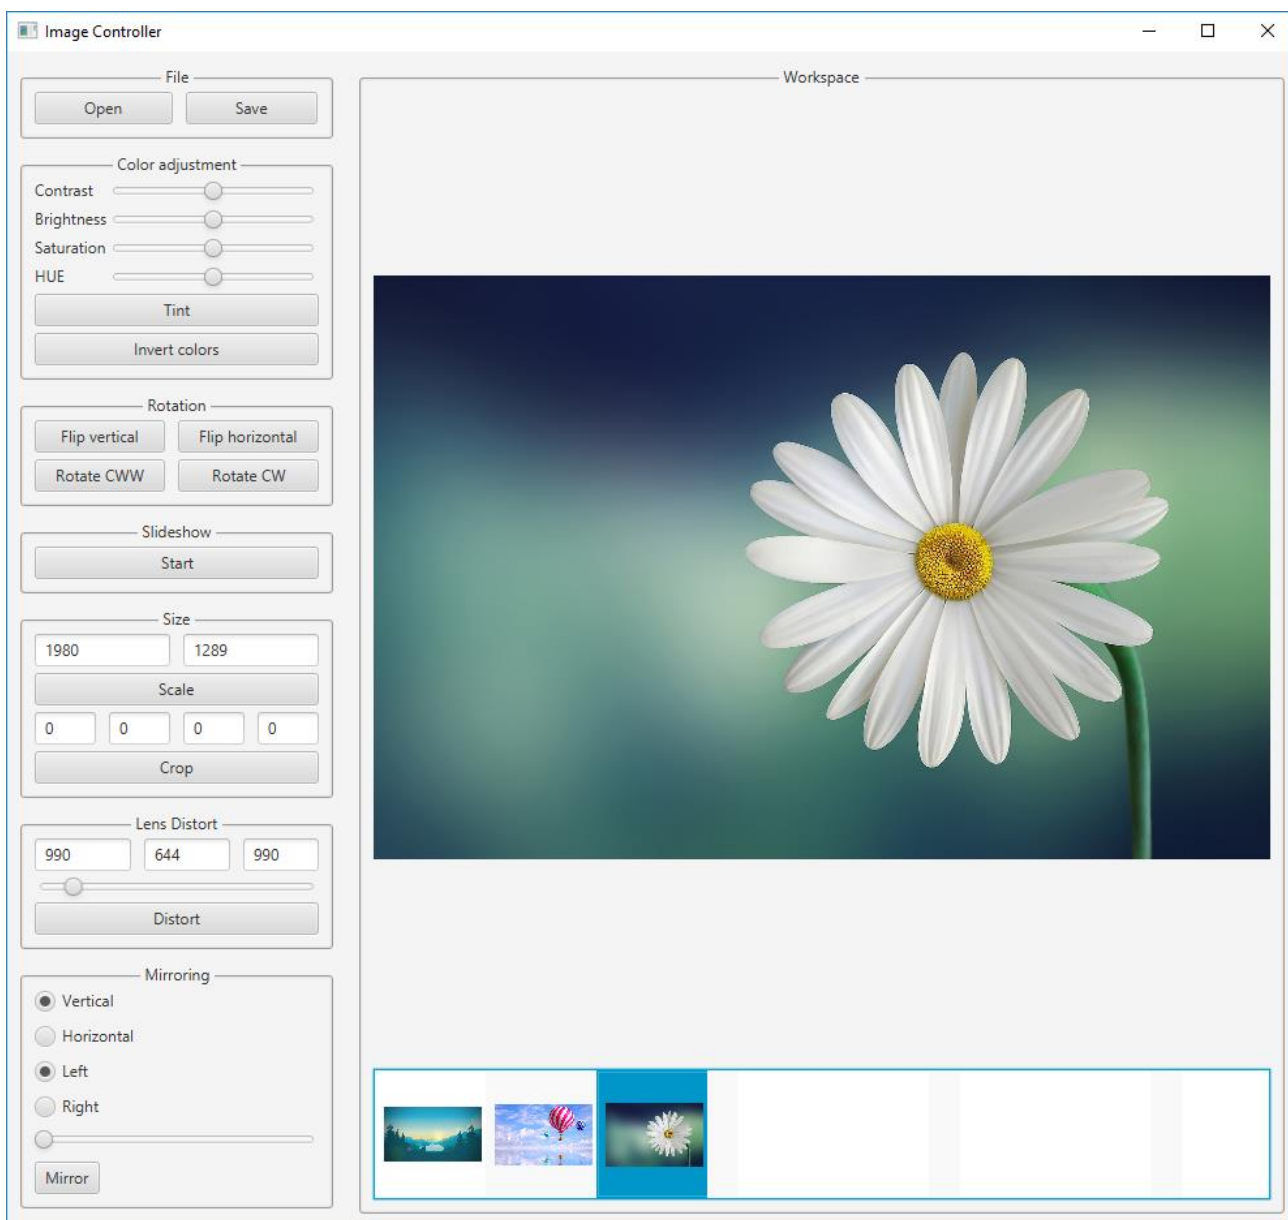 Image Controller
File
Open Save
Color adjustment
Contrast
Brightness
Saturation
HUE
Tint
Invert colors
Rotation
Flip vertical Flip horizontal
Rotate CWW Rotate CW
Slideshow
Start
Size
1980 1289
Scale
0 0 0 0
Crop
Lens Distort
990 644 990
Distort
Mirroring
Vertical
Horizontal
Left
Right
Mirror
Workspace